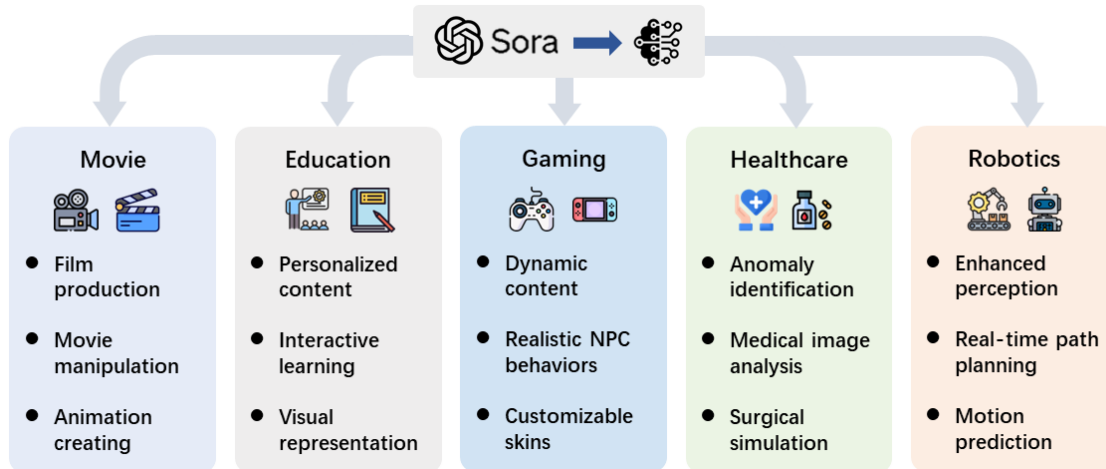 Sora
Movie
Film
production
Movie
manipulation
Animation
creating
Education
Personalized
content
Interactive
learning
Visual
representation
Gaming
Dynamic
content
Realistic NPC
behaviors
Customizable
skins
Healthcare
Anomaly
identification
Medical image
analysis
Surgical
simulation
Robotics
Enhanced
perception
Real-time path
planning
Motion
prediction